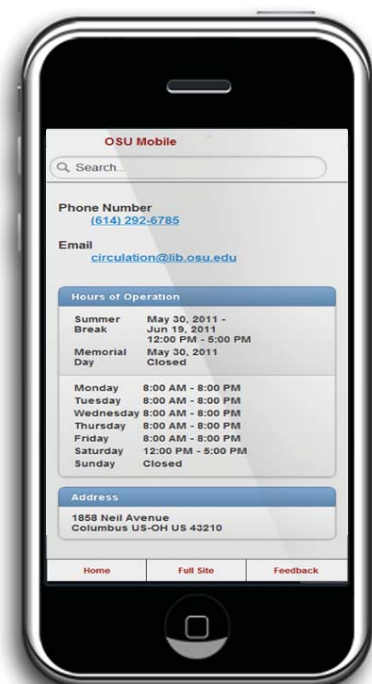 OSU Mobile
Search...
Phone Number
(614) 292-6785
Email
circulation@lib.osu.edu
Hours of Operation
Summer Break May 30, 2011 - Jun 19, 2011 12:00 PM - 5:00 PM
Memorial Day May 30, 2011 Closed
Monday 8:00 AM - 8:00 PM
Tuesday 8:00 AM - 8:00 PM
Wednesday 8:00 AM - 8:00 PM
Thursday 8:00 AM - 8:00 PM
Friday 8:00 AM - 8:00 PM
Saturday 12:00 PM - 5:00 PM
Sunday Closed
Address
1858 Neil Avenue
Columbus US-OH US 43210
Home Full Site Feedback